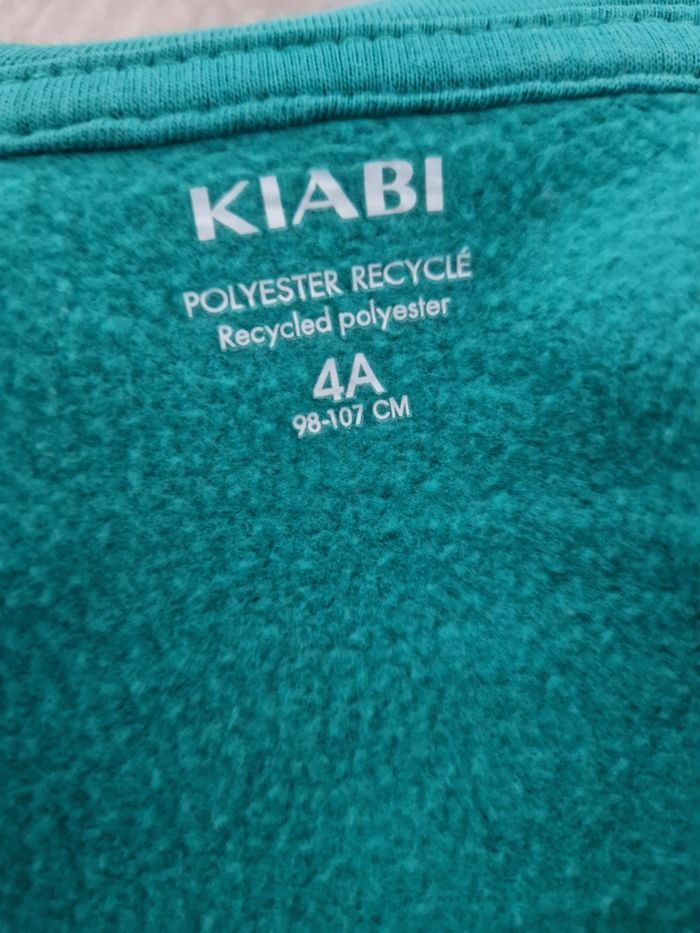 KIABI
POLYESTER RECYCLÉ
Recycled polyester
4A
98-107 CM